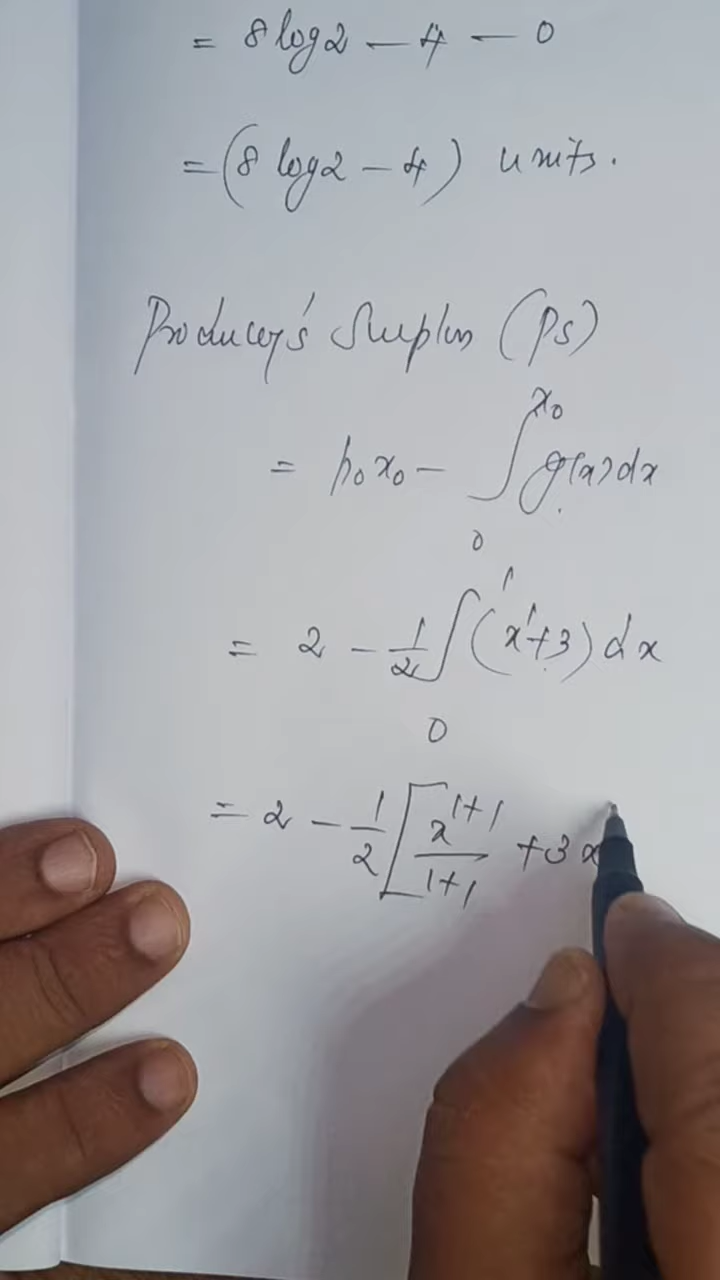 = 8 log2 - 4 - 0
= (8 log2 - 4) units.
Producer's Surplus (PS)
= p₀x₀ - ∫₀^x₀ g(x)dx
= 2 - 1/2 ∫₀^1 (x^1+3) dx
= 2 - 1/2 [x^(1+1)/1+1 + 3x